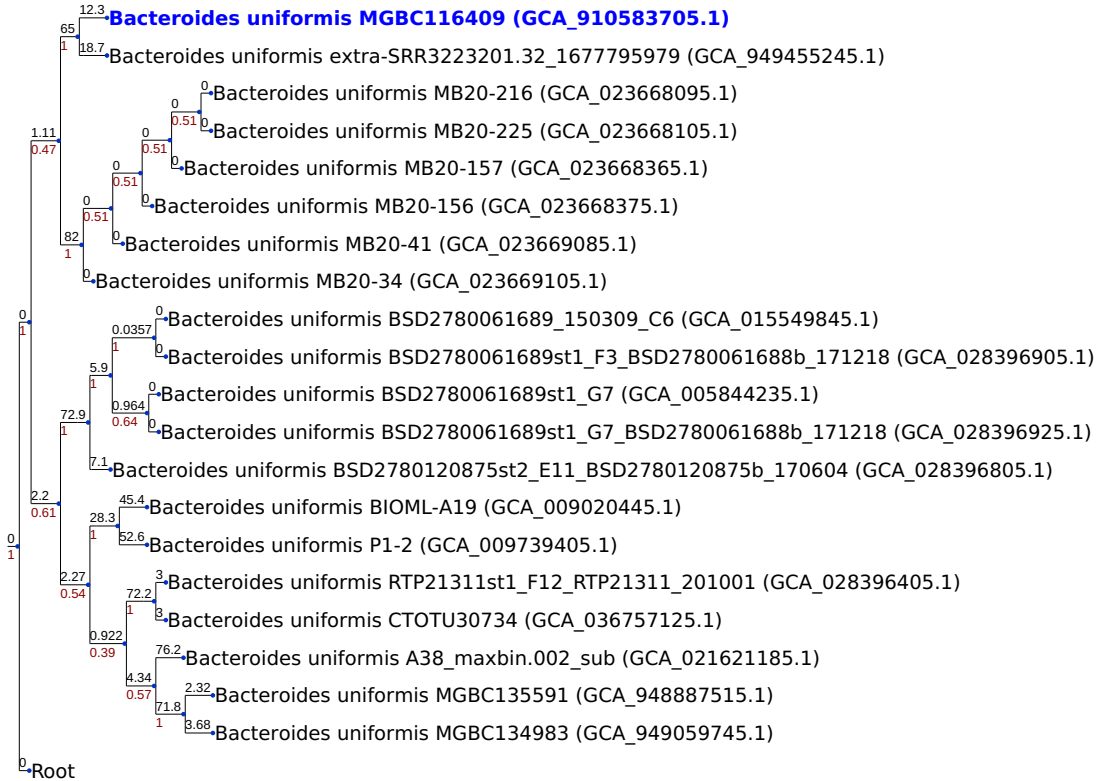 12.3
Bacteroides uniformis MGBC116409 (GCA_910583705.1)
65
1
18.7
Bacteroides uniformis extra-SRR3223201.32_1677795979 (GCA_949455245.1)
0
Bacteroides uniformis MB20-216 (GCA_023668095.1)
0
0.51
0
Bacteroides uniformis MB20-225 (GCA_023668105.1)
1.11
0.47
0
0.51
0
Bacteroides uniformis MB20-157 (GCA_023668365.1)
0
0.51
0
Bacteroides uniformis MB20-156 (GCA_023668375.1)
0
0.51
0
Bacteroides uniformis MB20-41 (GCA_023669085.1)
82
1
0
Bacteroides uniformis MB20-34 (GCA_023669105.1)
0
1
0
Bacteroides uniformis BSD2780061689_150309_C6 (GCA_015549845.1)
0.0357
1
0
Bacteroides uniformis BSD2780061689st1_F3_BSD2780061688b_171218 (GCA_028396905.1)
5.9
1
0
Bacteroides uniformis BSD2780061689st1_G7 (GCA_005844235.1)
0.964
0.64
0
Bacteroides uniformis BSD2780061689st1_G7_BSD2780061688b_171218 (GCA_028396925.1)
72.9
1
7.1
Bacteroides uniformis BSD2780120875st2_E11_BSD2780120875b_170604 (GCA_028396805.1)
2.2
0.61
45.4
Bacteroides uniformis BIOML-A19 (GCA_009020445.1)
28.3
1
52.6
Bacteroides uniformis P1-2 (GCA_009739405.1)
0
1
2.27
0.54
3
Bacteroides uniformis RTP21311st1_F12_RTP21311_201001 (GCA_028396405.1)
72.2
1
3
Bacteroides uniformis CTOTU30734 (GCA_036757125.1)
0.922
0.39
76.2
Bacteroides uniformis A38_maxbin.002_sub (GCA_021621185.1)
4.34
0.57
2.32
Bacteroides uniformis MGBC135591 (GCA_948887515.1)
71.8
1
3.68
Bacteroides uniformis MGBC134983 (GCA_949059745.1)
0
Root